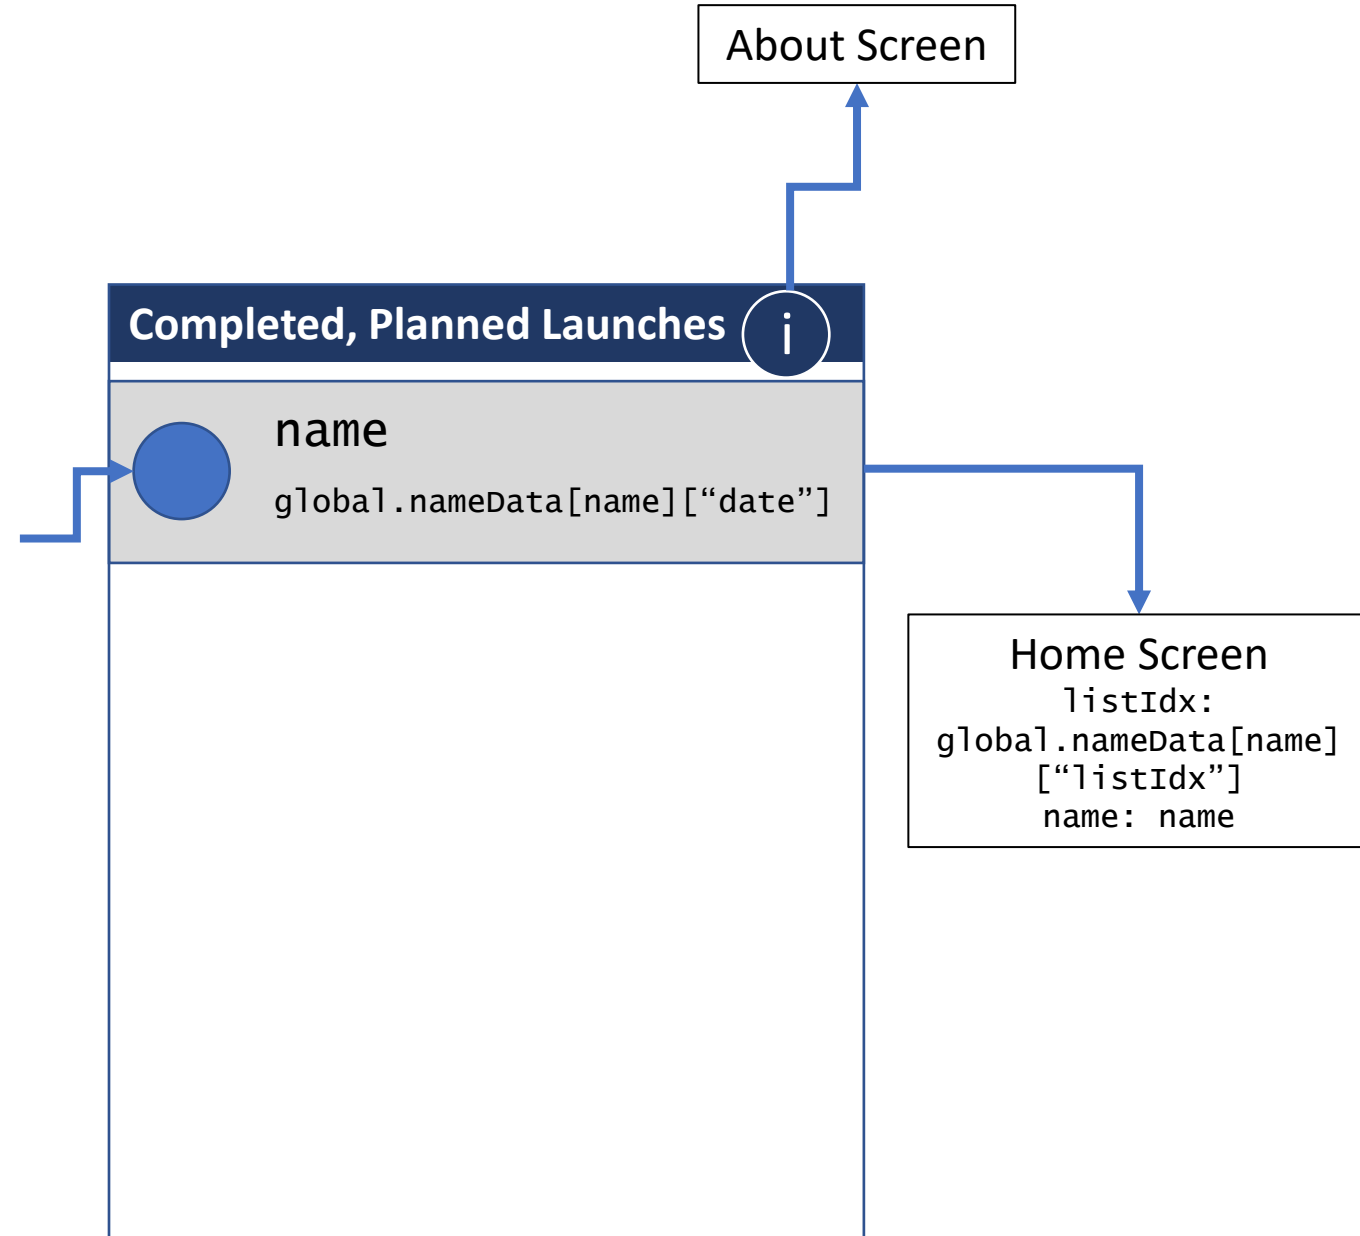 About Screen
Completed, Planned Launches
i
name
global.nameData[name][“date”]
Home Screen
listIdx:
global.nameData[name]
[“listIdx”]
name: name